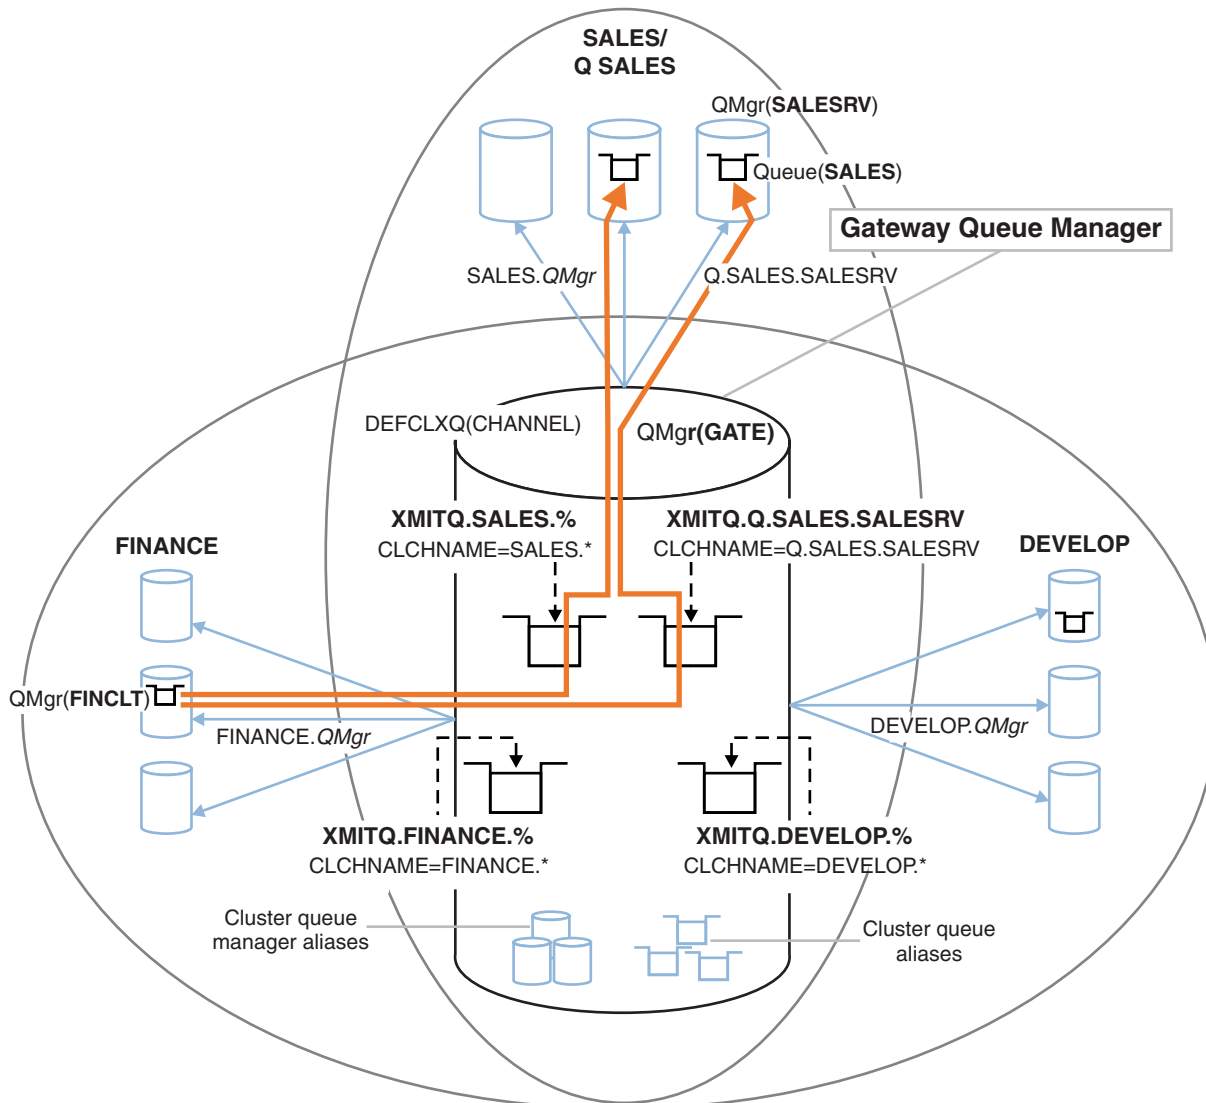 SALES/
Q SALES
QMgr(SALESRV)
Queue(SALES)
Gateway Queue Manager
SALES.QMgr
Q.SALES.SALESRV
DEFCLXQ(CHANNEL)
QMgr(GATE)
XMITQ.SALES.%
CLCHNAME=SALES.*
XMITQ.Q.SALES.SALESRV
CLCHNAME=Q.SALES.SALESRV
FINANCE
DEVELOP
QMgr(FINCLT)
FINANCE.QMgr
DEVELOP.QMgr
XMITQ.FINANCE.%
CLCHNAME=FINANCE.*
XMITQ.DEVELOP.%
CLCHNAME=DEVELOP.*
Cluster queue
manager aliases
Cluster queue
aliases